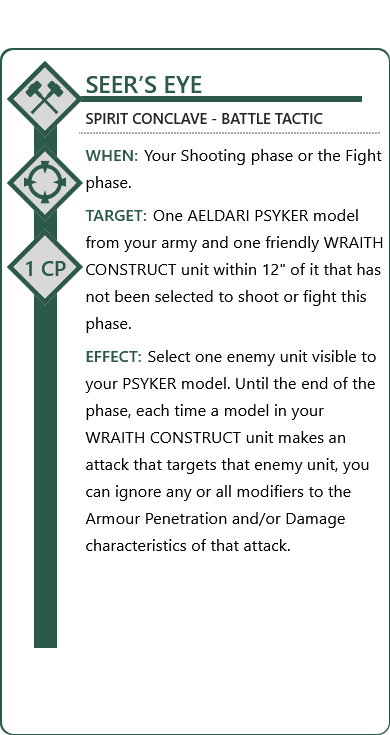 SEER’S EYE
SPIRIT CONCLAVE - BATTLE TACTIC
WHEN: Your Shooting phase or the Fight
phase.
TARGET: One AELDARI PSYKER model
from your army and one friendly WRAITH
CONSTRUCT unit within 12" of it that has
not been selected to shoot or fight this
phase.
1 CP
EFFECT: Select one enemy unit visible to
your PSYKER model. Until the end of the
phase, each time a model in your
WRAITH CONSTRUCT unit makes an
attack that targets that enemy unit, you
can ignore any or all modifiers to the
Armour Penetration and/or Damage
characteristics of that attack.